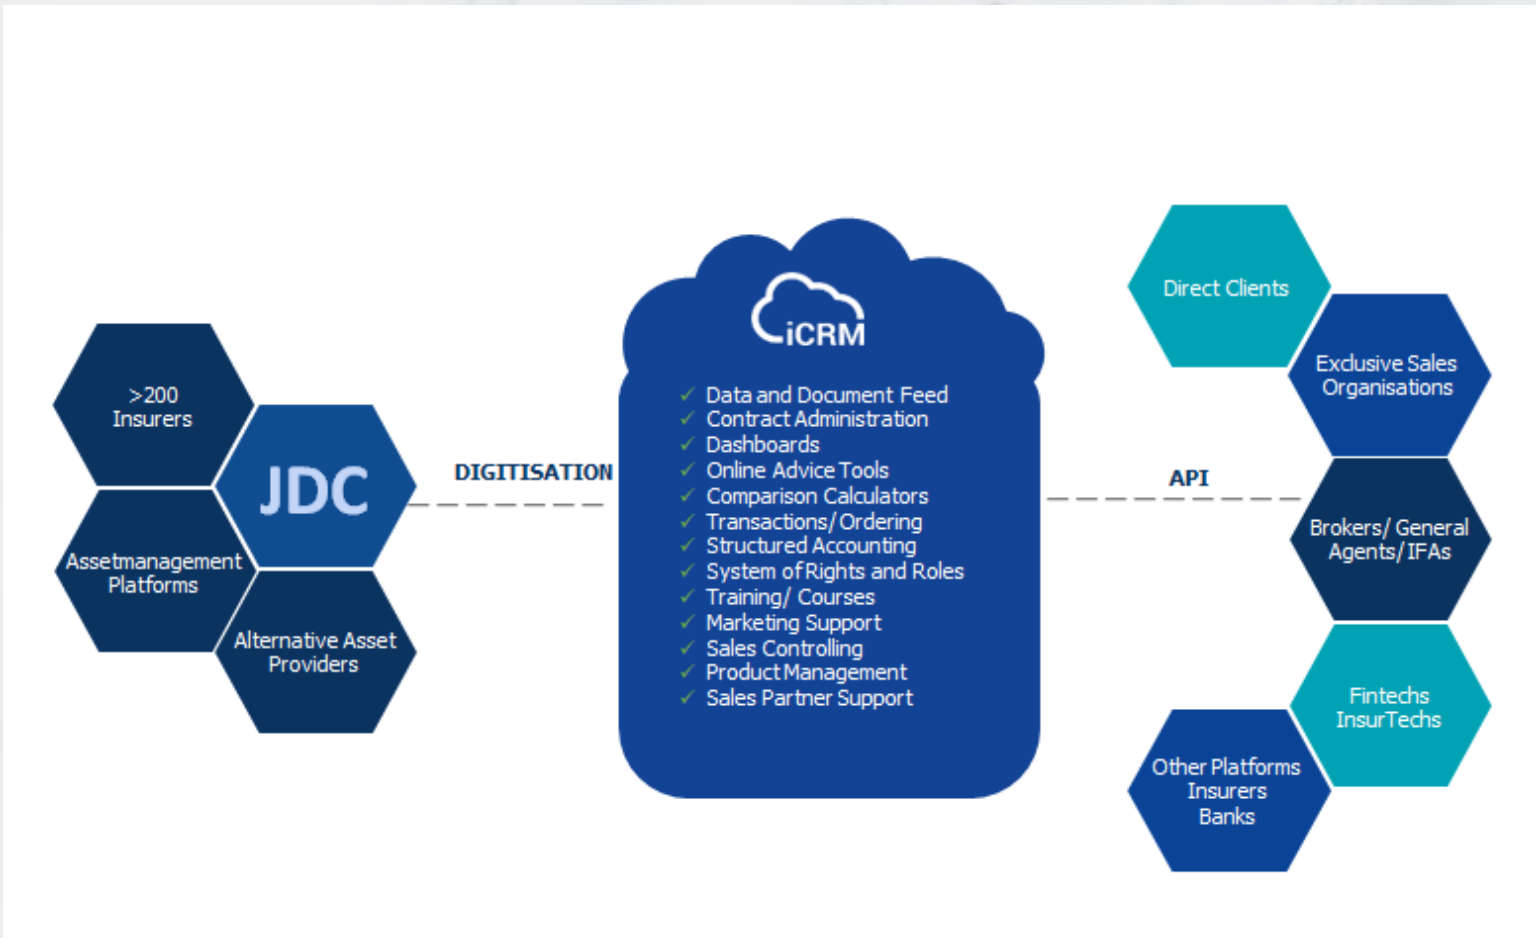 >200
Insurers
JDC
Assetmanagement
Platforms
Alternative Asset
Providers
DIGITISATION
iCRM
✓ Data and Document Feed
✓ Contract Administration
✓ Dashboards
✓ Online Advice Tools
✓ Comparison Calculators
✓ Transactions/Ordering
✓ Structured Accounting
✓ System of Rights and Roles
✓ Training/ Courses
✓ Marketing Support
✓ Sales Controlling
✓ Product Management
✓ Sales Partner Support
API
Direct Clients
Exclusive Sales
Organisations
Brokers/ General
Agents/IFAs
Fintechs
InsurTechs
Other Platforms
Insurers
Banks